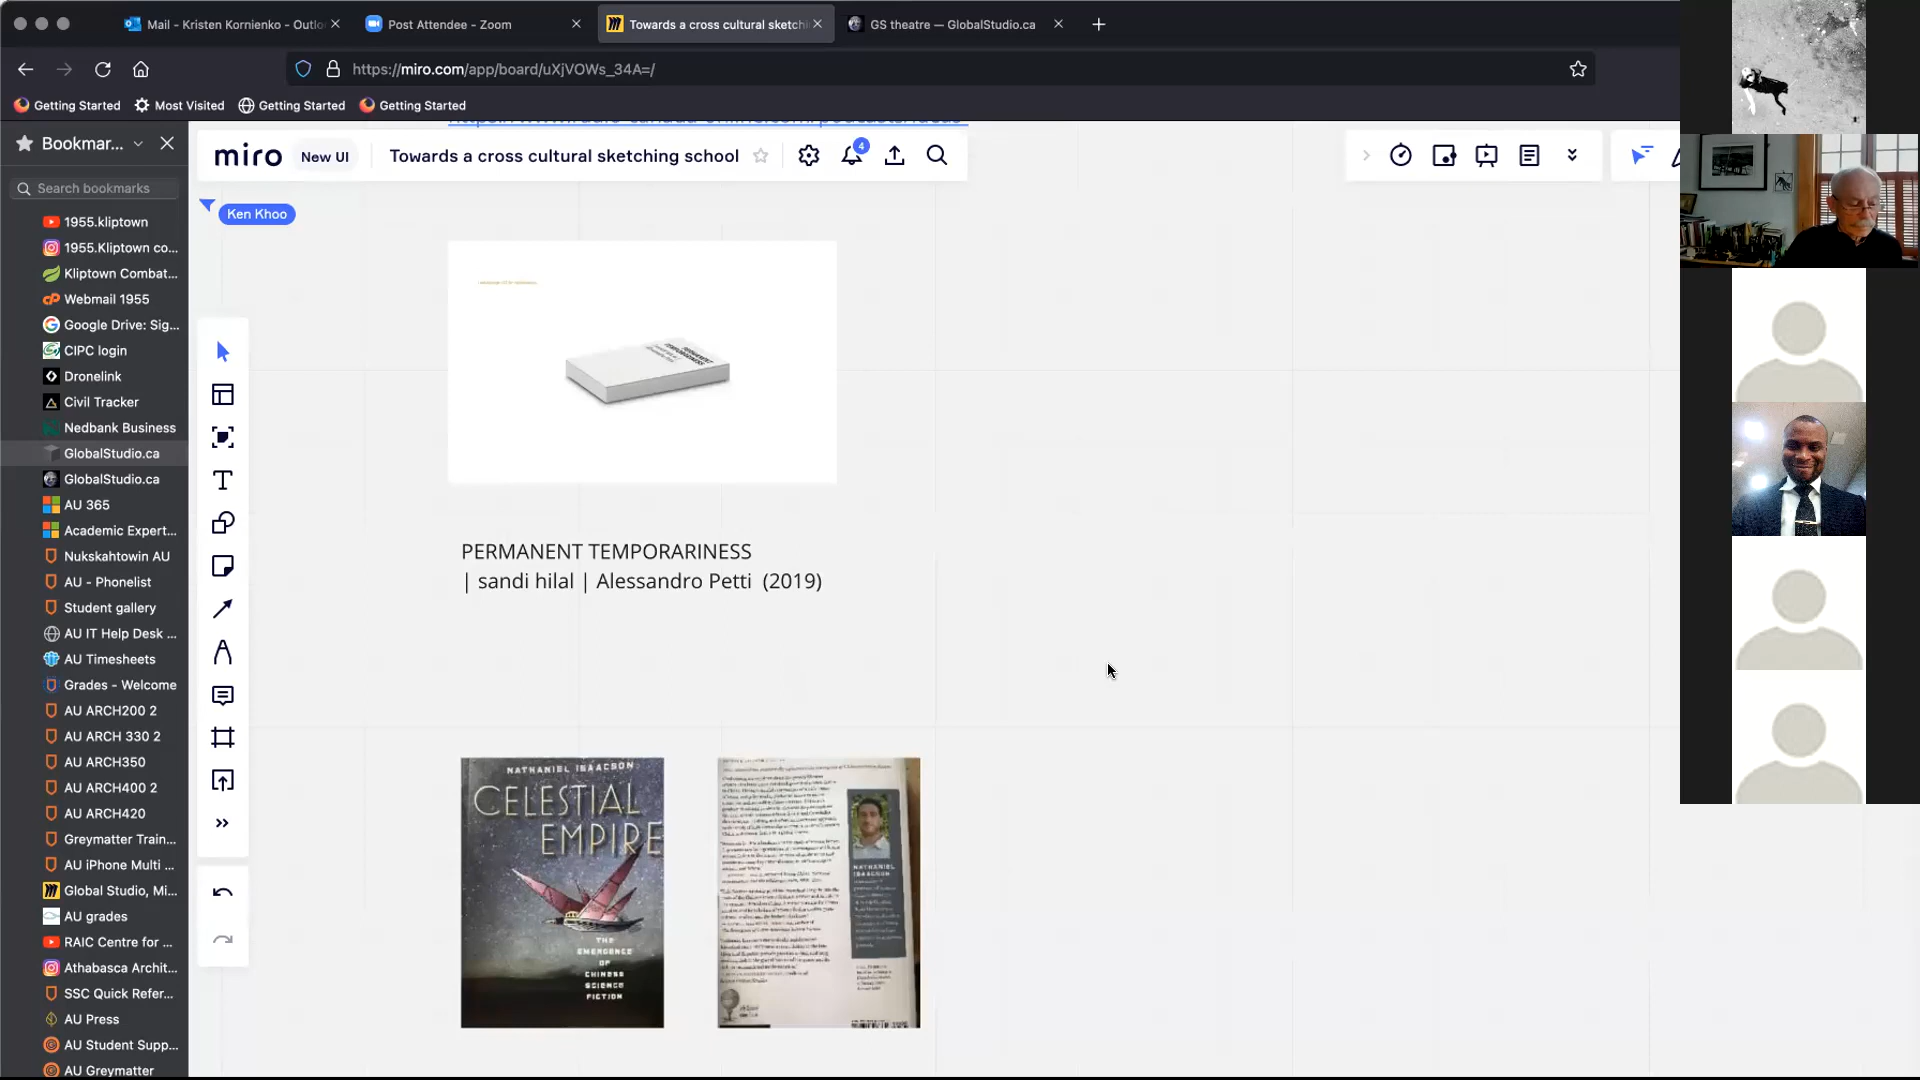 Mail - Kristen Kornienko - Outlo
Post Attendee - Zoom
Towards a cross cultural sketchi
GS theatre — GlobalStudio.ca
https://miro.com/app/board/uXjVOWs_34A=/
Getting Started
Most Visited
Getting Started
Getting Started
Bookmar...
Search bookmarks
1955.kliptown
1955.Kliptown co...
Kliptown Combat...
Webmail 1955
Google Drive: Sig...
CIPC login
Dronelink
Civil Tracker
Nedbank Business
GlobalStudio.ca
GlobalStudio.ca
AU 365
Academic Expert...
Nukskahtowin AU
AU - Phonelist
Student gallery
AU IT Help Desk ...
AU Timesheets
Grades - Welcome
AU ARCH200 2
AU ARCH 330 2
AU ARCH350
AU ARCH400 2
AU ARCH420
Greymatter Train...
AU iPhone Multi ...
Global Studio, Mi...
AU grades
RAIC Centre for ...
Athabasca Archit...
SSC Quick Refer...
AU Press
AU Student Supp...
AU Greymatter
miro
New UI
Towards a cross cultural sketching school
4
Ken Khoo
PERMANENT
TEMPORARINESS
PERMANENT TEMPORARINESS
| sandi hilal | Alessandro Petti (2019)
NATHANIEL ISAACSON
CELESTIAL
EMPIRE
THE
EMERGENCE
OF
CHINESE
SCIENCE
FICTION
NATHANIEL
ISAACSON